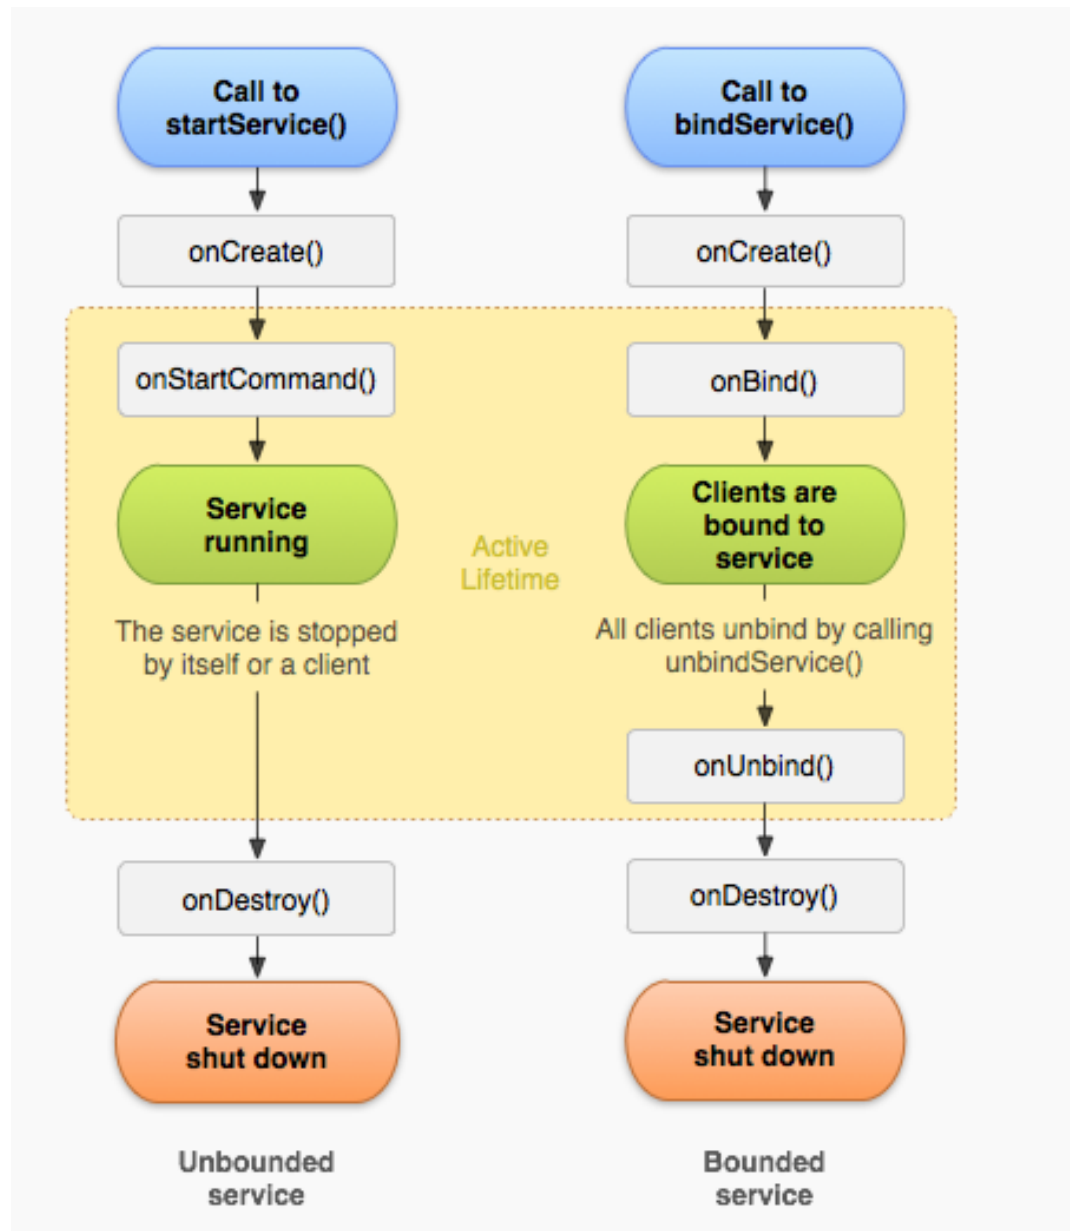 Call to
startService()
onCreate()
onStartCommand()
Service
running
The service is stopped
by itself or a client
onDestroy()
Service
shut down
Unbounded
service
Active
Lifetime
Call to
bindService()
onCreate()
onBind()
Clients are
bound to
service
All clients unbind by calling
unbindService()
onUnbind()
onDestroy()
Service
shut down
Bounded
service